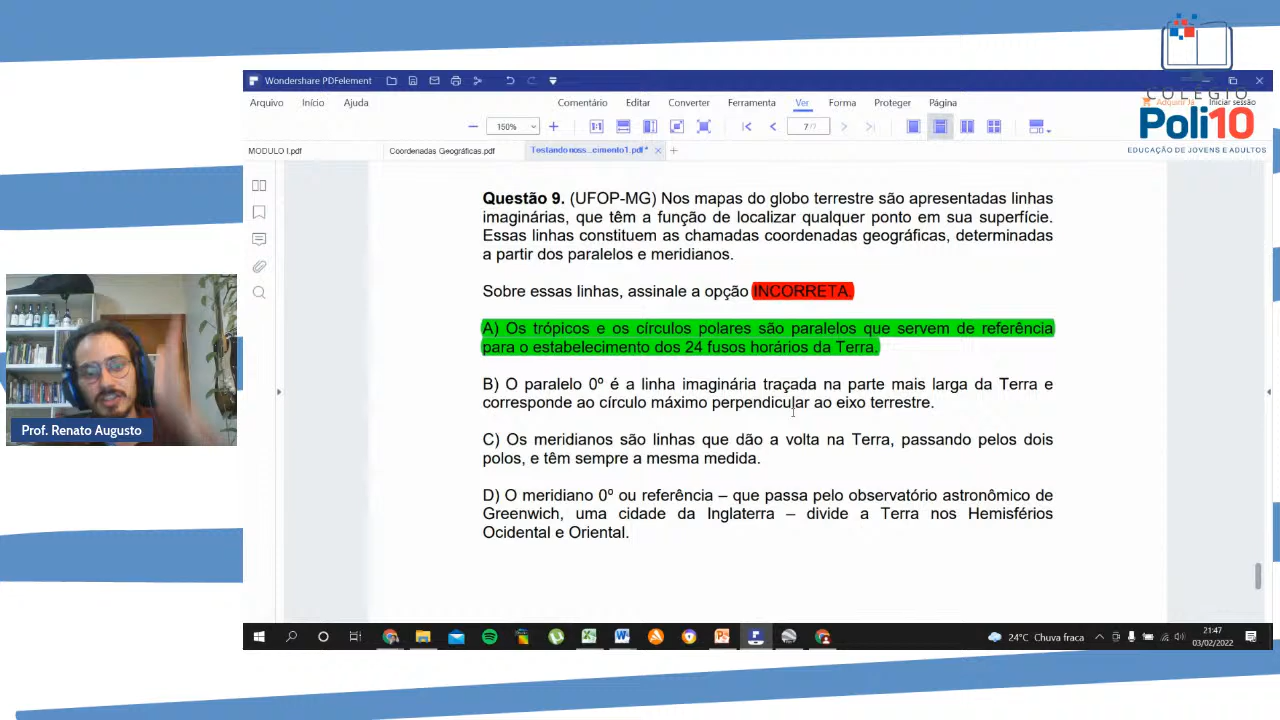 COLÉGIO
Poli10
EDUCAÇÃO DE JOVENS E ADULTOS
Wondershare PDFelement
Arquivo Início Ajuda Comentário Editar Converter Ferramenta Ver Forma Proteger Página Iniciar sessão
150% 7/7
MODULO I.pdf Coordenadas Geográficas.pdf Testando noss...cimento1.pdf *
Questão 9. (UFOP-MG) Nos mapas do globo terrestre são apresentadas linhas
imaginárias, que têm a função de localizar qualquer ponto em sua superfície.
Essas linhas constituem as chamadas coordenadas geográficas, determinadas
a partir dos paralelos e meridianos.
Sobre essas linhas, assinale a opção INCORRETA.
A) Os trópicos e os círculos polares são paralelos que servem de referência
para o estabelecimento dos 24 fusos horários da Terra.
B) O paralelo 0º é a linha imaginária traçada na parte mais larga da Terra e
corresponde ao círculo máximo perpendicular ao eixo terrestre.
C) Os meridianos são linhas que dão a volta na Terra, passando pelos dois
polos, e têm sempre a mesma medida.
D) O meridiano 0º ou referência – que passa pelo observatório astronômico de
Greenwich, uma cidade da Inglaterra – divide a Terra nos Hemisférios
Ocidental e Oriental.
Prof. Renato Augusto
24°C Chuva fraca
21:47
03/02/2022